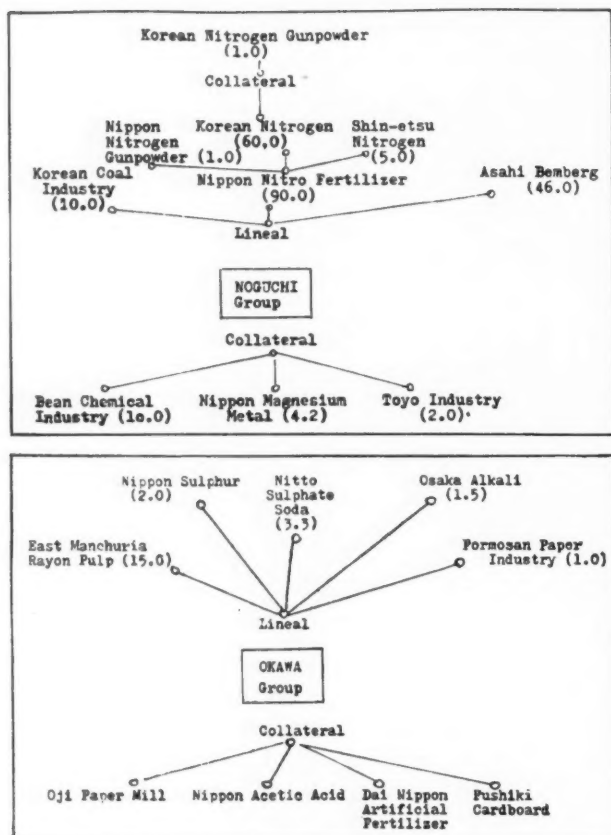 Korean Nitrogen Gunpowder
(1.0)
Collateral
Nippon
Nitrogen
Gunpowder (1.0)
Korean Nitrogen
(60.0)
Shin-etsu
Nitrogen
(5.0)
Korean Coal
Industry
(10.0)
Nippon Nitro Fertilizer
(90.0)
Asahi Bemberg
(46.0)
Lineal
NOGUCHI
Group
Collateral
Bean Chemical
Industry (10.0)
Nippon Magnesium
Metal (4.2)
Toyo Industry
(2.0)
Nippon Sulphur
(2.0)
Nitto
Sulphate
Soda
(3.3)
Osaka Alkali
(1.5)
East Manchuria
Rayon Pulp (15.0)
Formosan Paper
Industry (1.0)
Lineal
OKAWA
Group
Collateral
Oji Paper Mill
Nippon Acetic Acid
Dai Nippon
Artificial
Fertilizer
Fushiki
Cardboard